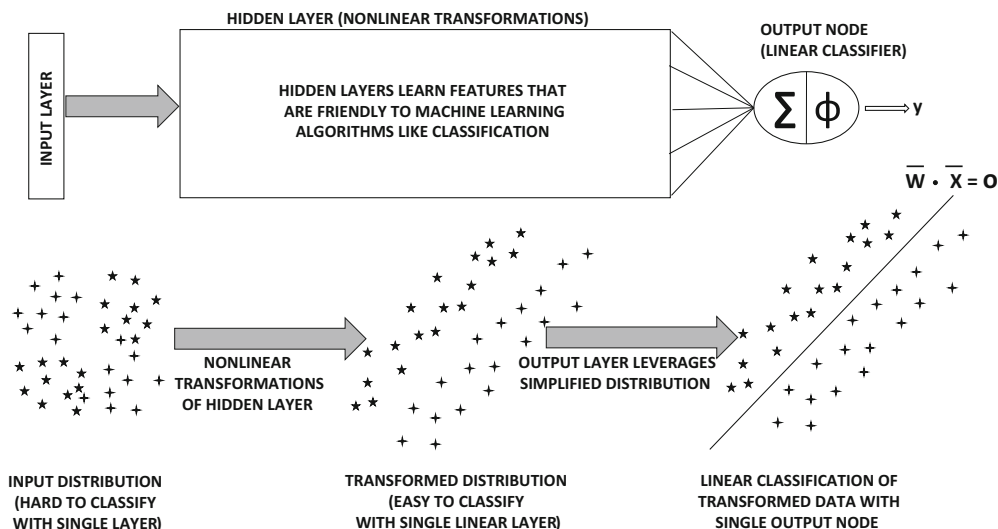 HIDDEN LAYER (NONLINEAR TRANSFORMATIONS)
OUTPUT NODE
(LINEAR CLASSIFIER)
INPUT LAYER
HIDDEN LAYERS LEARN FEATURES THAT
ARE FRIENDLY TO MACHINE LEARNING
ALGORITHMS LIKE CLASSIFICATION
Σ ϕ
y
W̅ · X̅ = 0
NONLINEAR
TRANSFORMATIONS
OF HIDDEN LAYER
OUTPUT LAYER LEVERAGES
SIMPLIFIED DISTRIBUTION
INPUT DISTRIBUTION
(HARD TO CLASSIFY
WITH SINGLE LAYER)
TRANSFORMED DISTRIBUTION
(EASY TO CLASSIFY
WITH SINGLE LINEAR LAYER)
LINEAR CLASSIFICATION OF
TRANSFORMED DATA WITH
SINGLE OUTPUT NODE